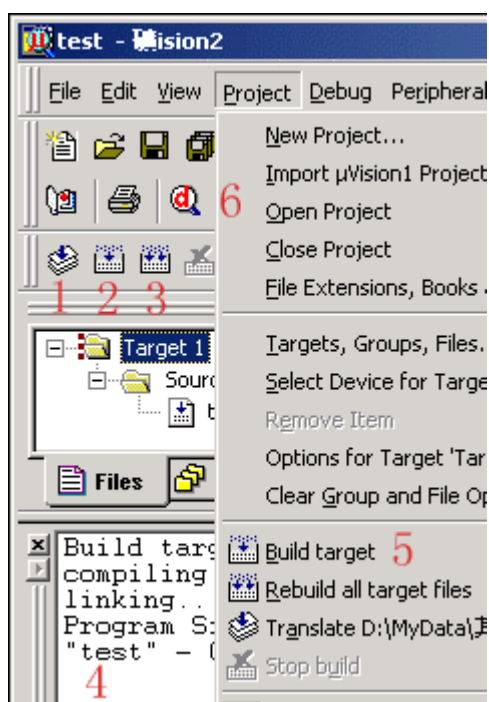 test - µVision2
File Edit View Project Debug Peripheral
New Project...
Import µVision1 Project
6
Open Project
Close Project
File Extensions, Books
1 2 3
Target 1
Targets, Groups, Files.
Sour
Select Device for Targe
t
Remove Item
Options for Target 'Tar
Files
Clear Group and File Op
Build targ
Build target 5
compiling
linking..
Rebuild all target files
Program Si
Translate D:\MyData\其
"test" - (
Stop build
4